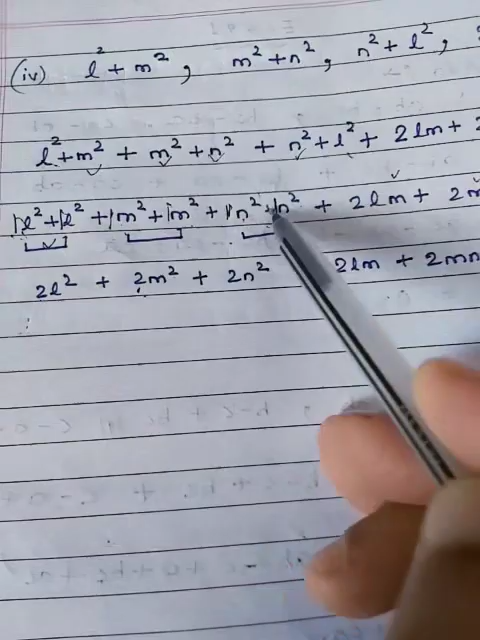 (iv) l² + m², m² + n², n² + l²,
l² + m² + m² + n² + n² + l² + 2lm + 2
1l² + 1l² + 1m² + 1m² + 1n² + 1n² + 2lm + 2m
2l² + 2m² + 2n² 2lm + 2mn